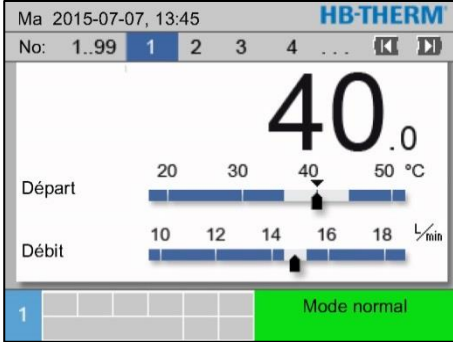 Ma 2015-07-07, 13:45 HB-THERM®
No: 1..99 1 2 3 4 ...
40.0
20 30 40 50 °C
Départ
10 12 14 16 18 L/min
Débit
1 Mode normal